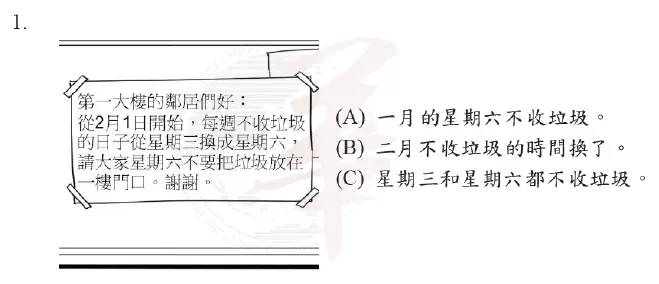 1.
第一大樓的鄰居們好：
從2月1日開始，每週不收垃圾
的日子從星期三換成星期六，
請大家星期六不要把垃圾放在
一樓門口。謝謝。
(A) 一月的星期六不收垃圾。
(B) 二月不收垃圾的時間換了。
(C) 星期三和星期六都不收垃圾。